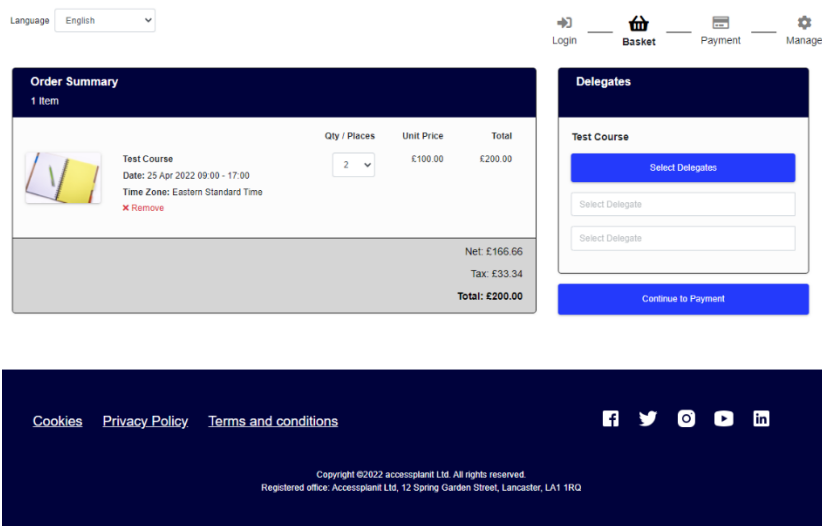 Language English
Login Basket Payment Manage
Order Summary
1 Item
Qty / Places Unit Price Total
Test Course
Date: 25 Apr 2022 09:00 - 17:00
Time Zone: Eastern Standard Time
✕ Remove
2 £100.00 £200.00
Net: £166.66
Tax: £33.34
Total: £200.00
Delegates
Test Course
Select Delegates
Select Delegate
Select Delegate
Continue to Payment
Cookies Privacy Policy Terms and conditions
Copyright ©2022 accessplanit Ltd. All rights reserved.
Registered office: Accessplanit Ltd, 12 Spring Garden Street, Lancaster, LA1 1RQ